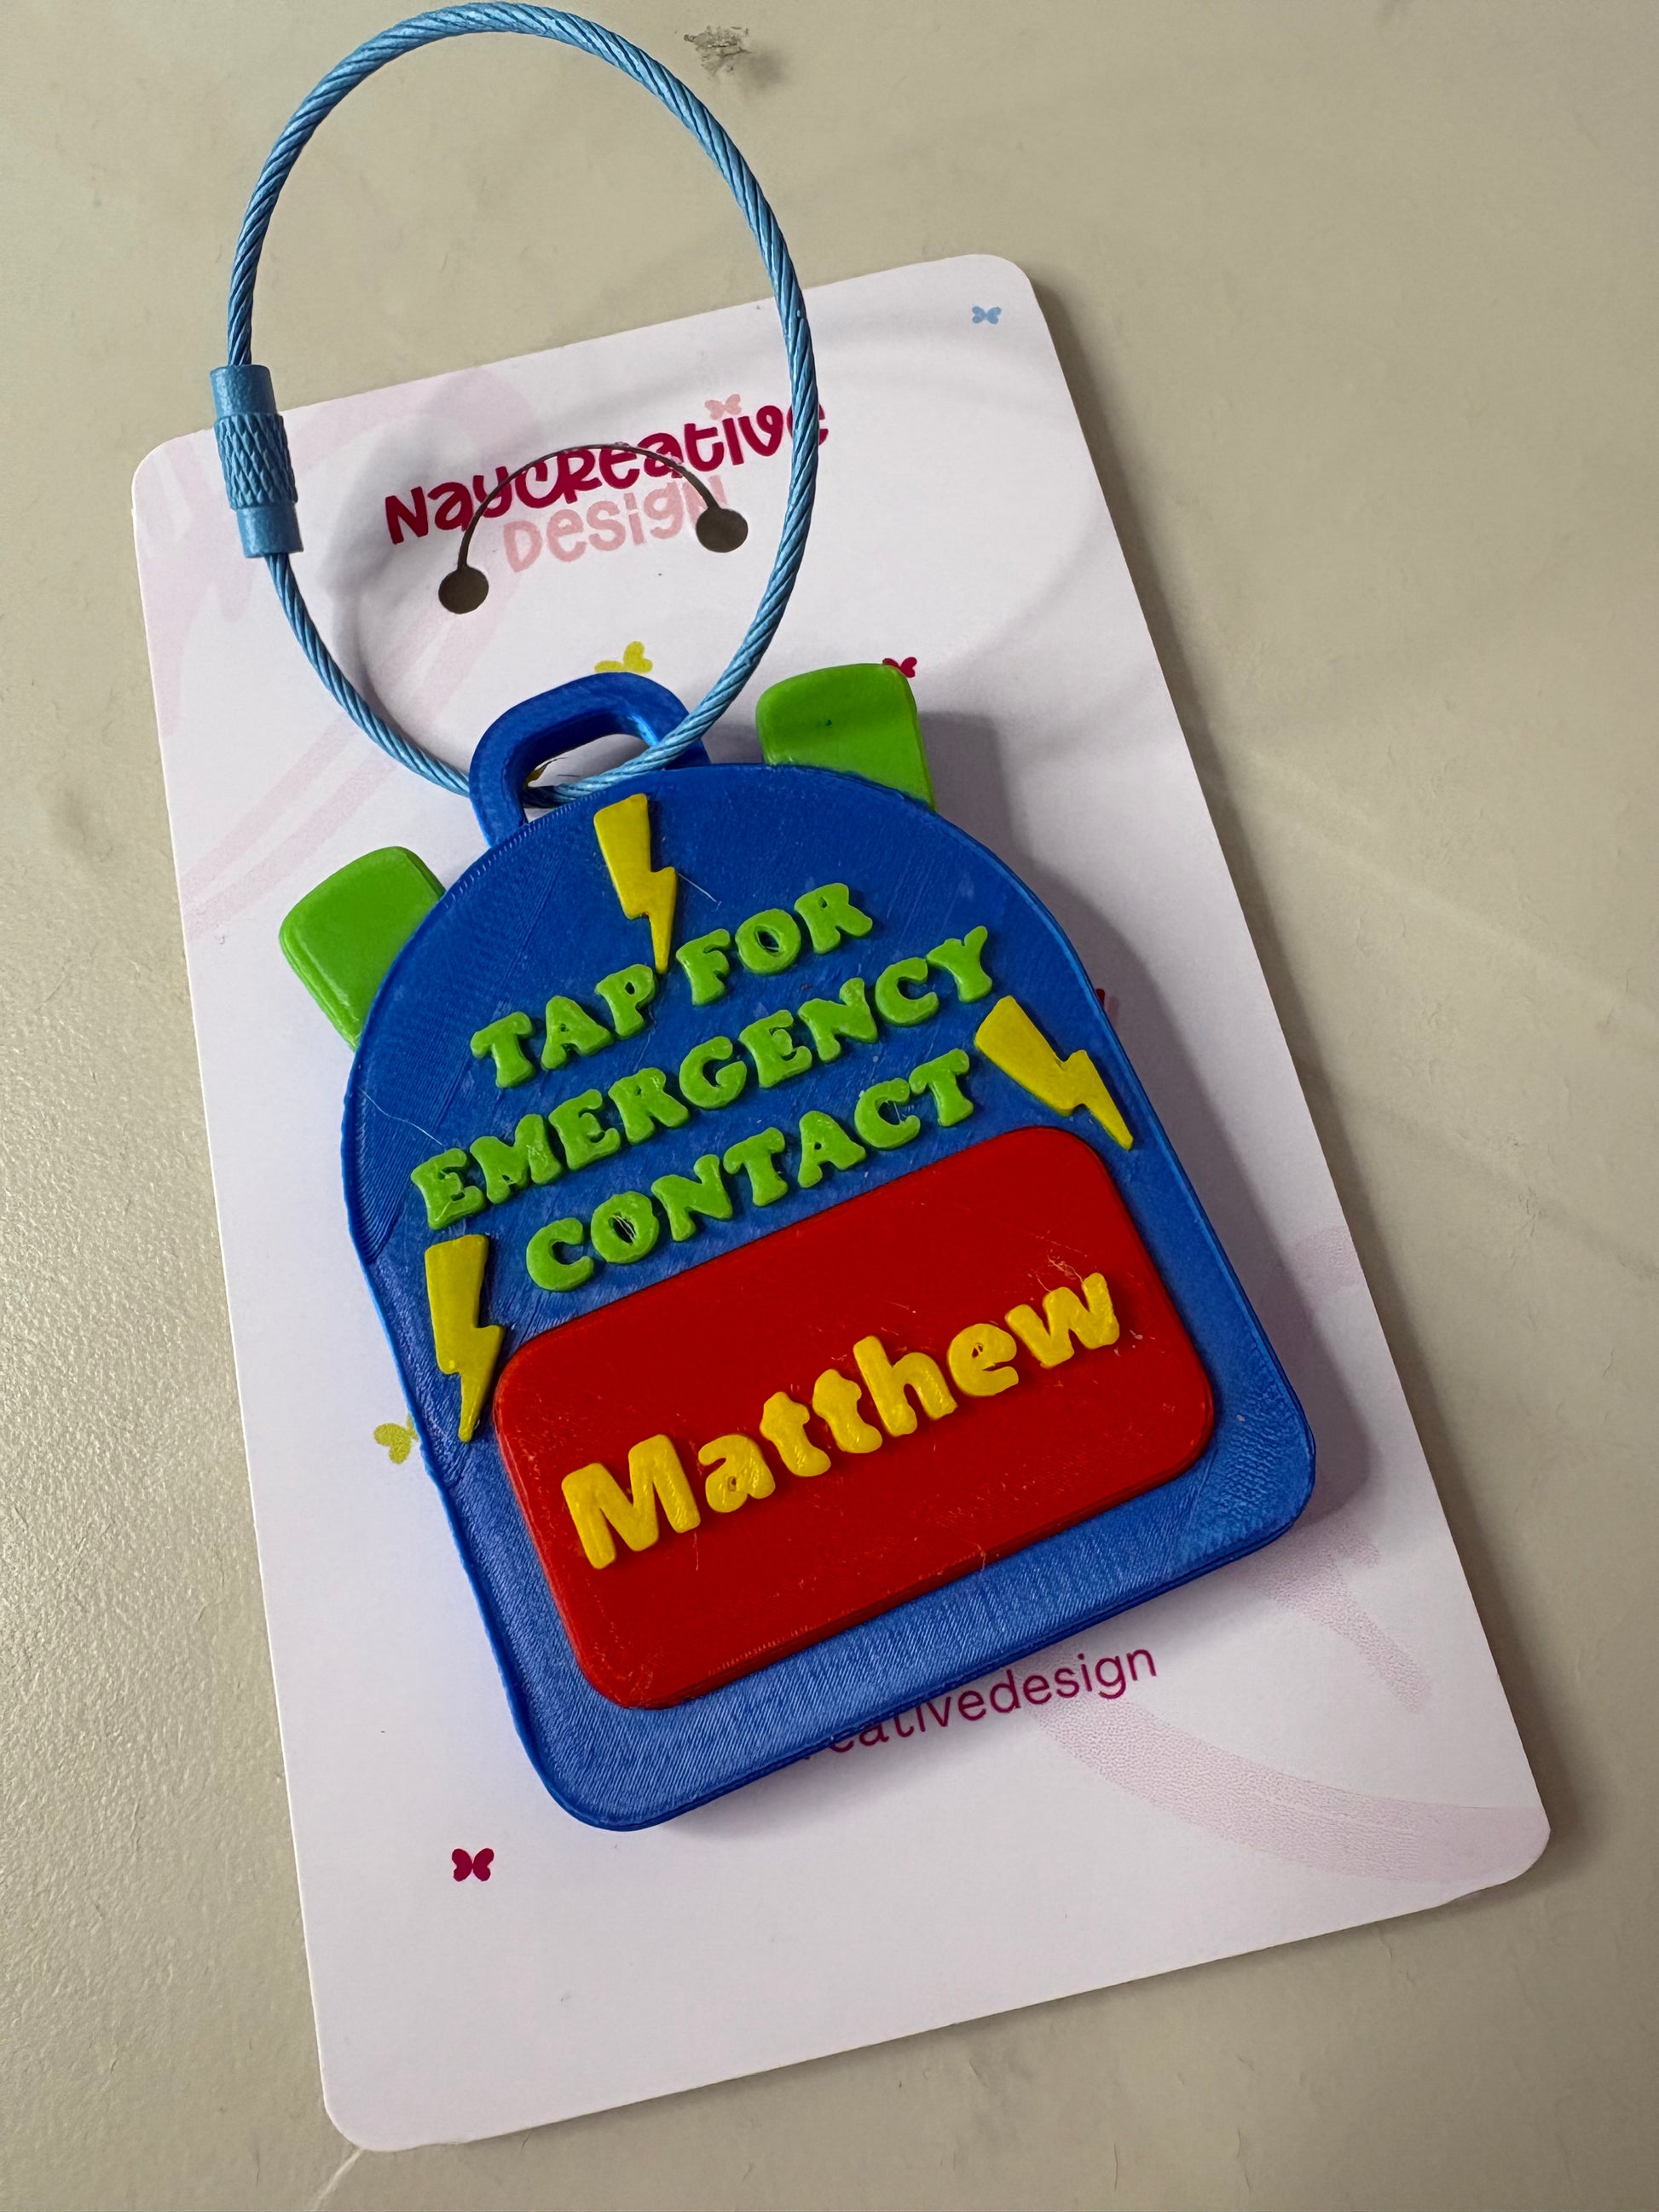 NayCreative
Design
TAP FOR
EMERGENCY
CONTACT
Matthew